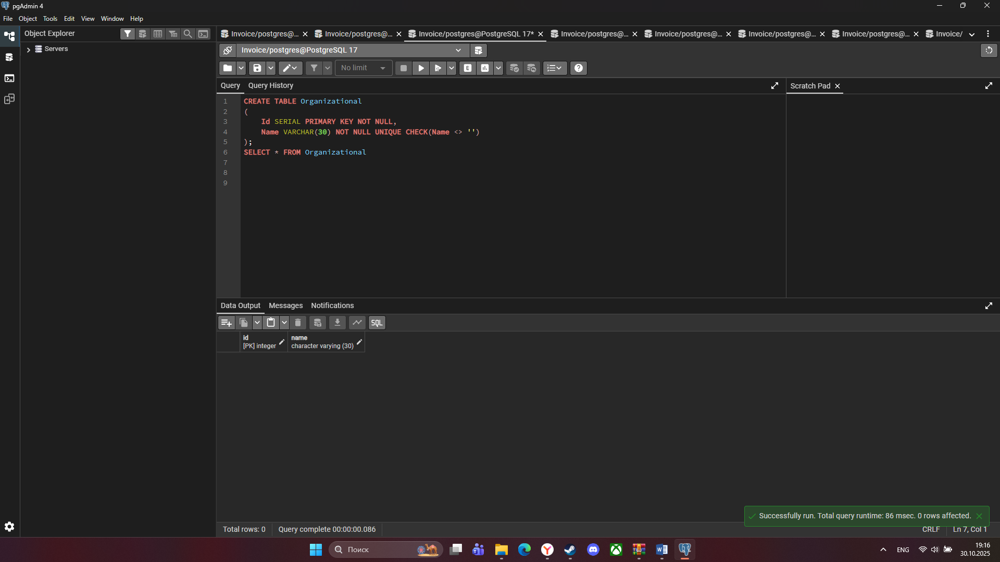 pgAdmin 4
File Object Tools Edit View Window Help
Object Explorer
Servers
Invoice/postgres@... Invoice/postgres@... Invoice/postgres@PostgreSQL 17* Invoice/postgres@... Invoice/postgres@... Invoice/postgres@... Invoice/postgres@... Invoice/
Invoice/postgres@PostgreSQL 17
No limit
E
Query Query History
Scratch Pad
1 CREATE TABLE Organizational
2 (
3 Id SERIAL PRIMARY KEY NOT NULL,
4 Name VARCHAR(30) NOT NULL UNIQUE CHECK(Name <> '')
5 );
6 SELECT * FROM Organizational
7
8
9
Data Output Messages Notifications
SQL
id
[PK] integer
name
character varying (30)
Successfully run. Total query runtime: 86 msec. 0 rows affected.
Total rows: 0 Query complete 00:00:00.086
CRLF Ln 7, Col 1
Поиск
ENG
19:16
30.10.2025